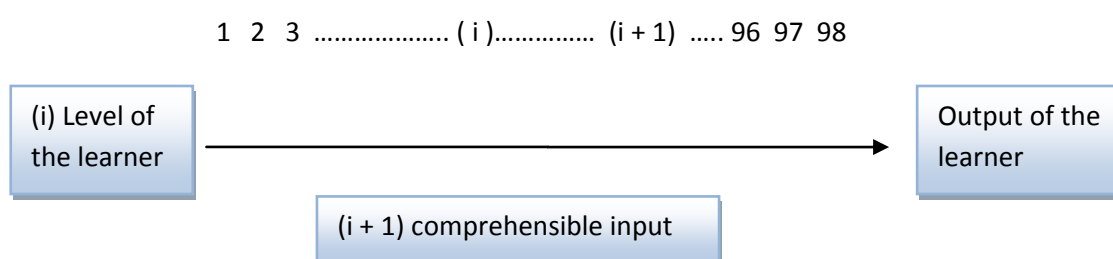 1 2 3 ……………….. ( i )…………… (i + 1) ….. 96 97 98
(i) Level of
the learner
Output of the
learner
(i + 1) comprehensible input